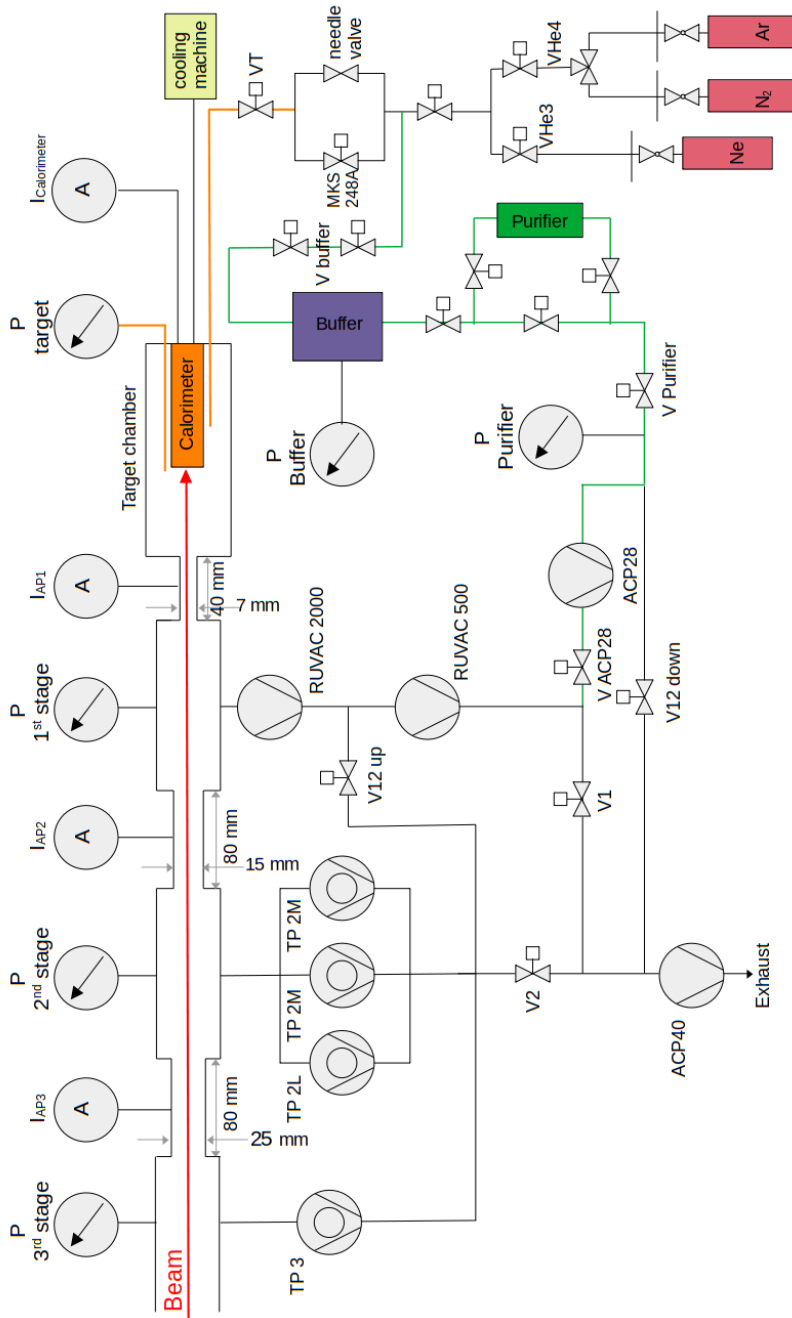 P
3rd stage
IAP3
P
2nd stage
IAP2
P
1st stage
IAP1
P
target
ICalorimeter
A
A
A
A
cooling
machine
Beam
25 mm
80 mm
15 mm
80 mm
7 mm
40 mm
Target chamber
Calorimeter
VT
needle
valve
MKS
248A
VHe3
VHe4
Ne
N2
Ar
V buffer
Buffer
P
Buffer
Purifier
P
Purifier
V Purifier
TP 3
TP 2L
TP 2M
TP 2M
RUVAC 2000
RUVAC 500
V12 up
V ACP28
ACP28
V12 down
V1
V2
ACP40
Exhaust